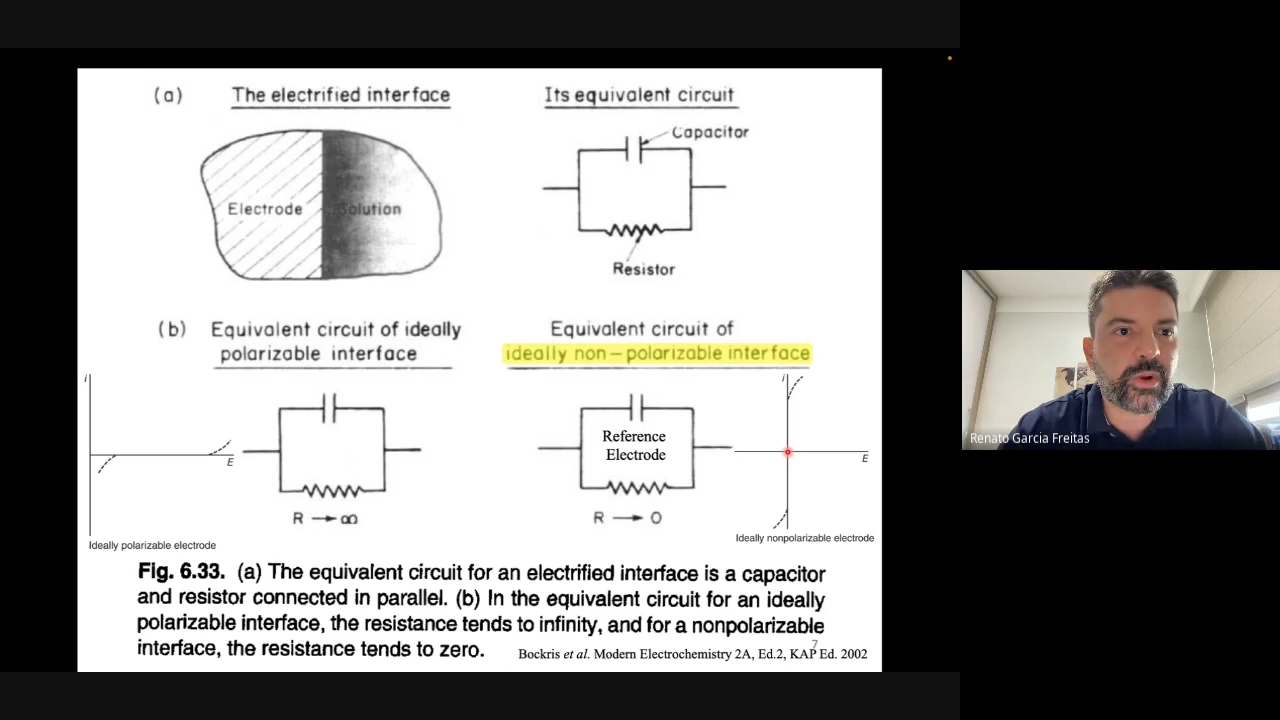 (a) The electrified interface Its equivalent circuit
Capacitor
Electrode Solution
Resistor
(b) Equivalent circuit of ideally polarizable interface
Equivalent circuit of ideally non-polarizable interface
i
E
R → ∞
Ideally polarizable electrode
Reference
Electrode
R → 0
i
E
Ideally nonpolarizable electrode
Fig. 6.33. (a) The equivalent circuit for an electrified interface is a capacitor
and resistor connected in parallel. (b) In the equivalent circuit for an ideally
polarizable interface, the resistance tends to infinity, and for a nonpolarizable
interface, the resistance tends to zero.
7
Bockris et al. Modern Electrochemistry 2A, Ed.2, KAP Ed. 2002
Renato Garcia Freitas